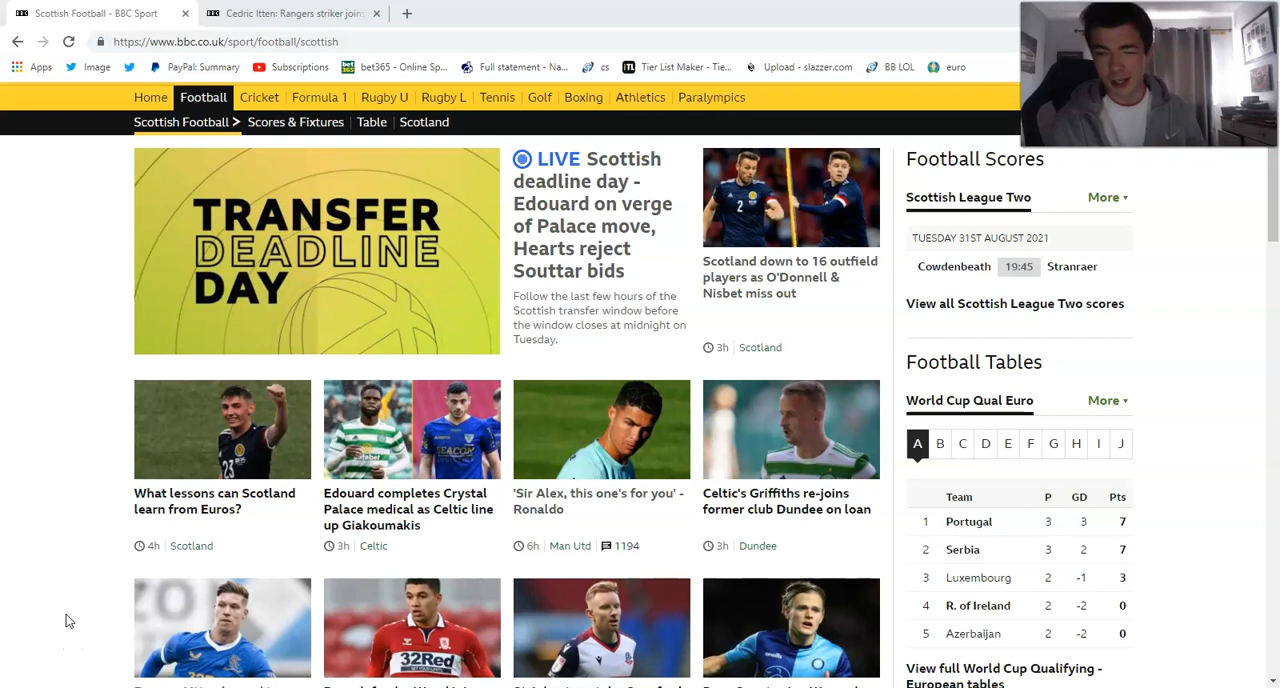 Scottish Football - BBC Sport
Cedric Itten: Rangers striker joins
https://www.bbc.co.uk/sport/football/scottish
Apps
Image
PayPal: Summary
Subscriptions
bet365 - Online Sp...
Full statement - Na...
cs
Tier List Maker - Tie...
Upload - slazzer.com
BB LOL
euro
Home
Football
Cricket
Formula 1
Rugby U
Rugby L
Tennis
Golf
Boxing
Athletics
Paralympics
Scottish Football >
Scores & Fixtures
Table
Scotland
TRANSFER
DEADLINE
DAY
LIVE Scottish
deadline day -
Edouard on verge
of Palace move,
Hearts reject
Souttar bids
Follow the last few hours of the
Scottish transfer window before
the window closes at midnight on
Tuesday.
2
Scotland down to 16 outfield
players as O'Donnell &
Nisbet miss out
3h Scotland
23
What lessons can Scotland
learn from Euros?
4h Scotland
SEACON
Edouard completes Crystal
Palace medical as Celtic line
up Giakoumakis
3h Celtic
'Sir Alex, this one's for you' -
Ronaldo
6h Man Utd 1194
Celtic's Griffiths re-joins
former club Dundee on loan
3h Dundee
32Red
Football Scores
Scottish League Two
More
TUESDAY 31ST AUGUST 2021
Cowdenbeath 19:45 Stranraer
View all Scottish League Two scores
Football Tables
World Cup Qual Euro
More
A B C D E F G H I J
Team P GD Pts
1 Portugal 3 3 7
2 Serbia 3 2 7
3 Luxembourg 2 -1 3
4 R. of Ireland 2 -2 0
5 Azerbaijan 2 -2 0
View full World Cup Qualifying -
European tables